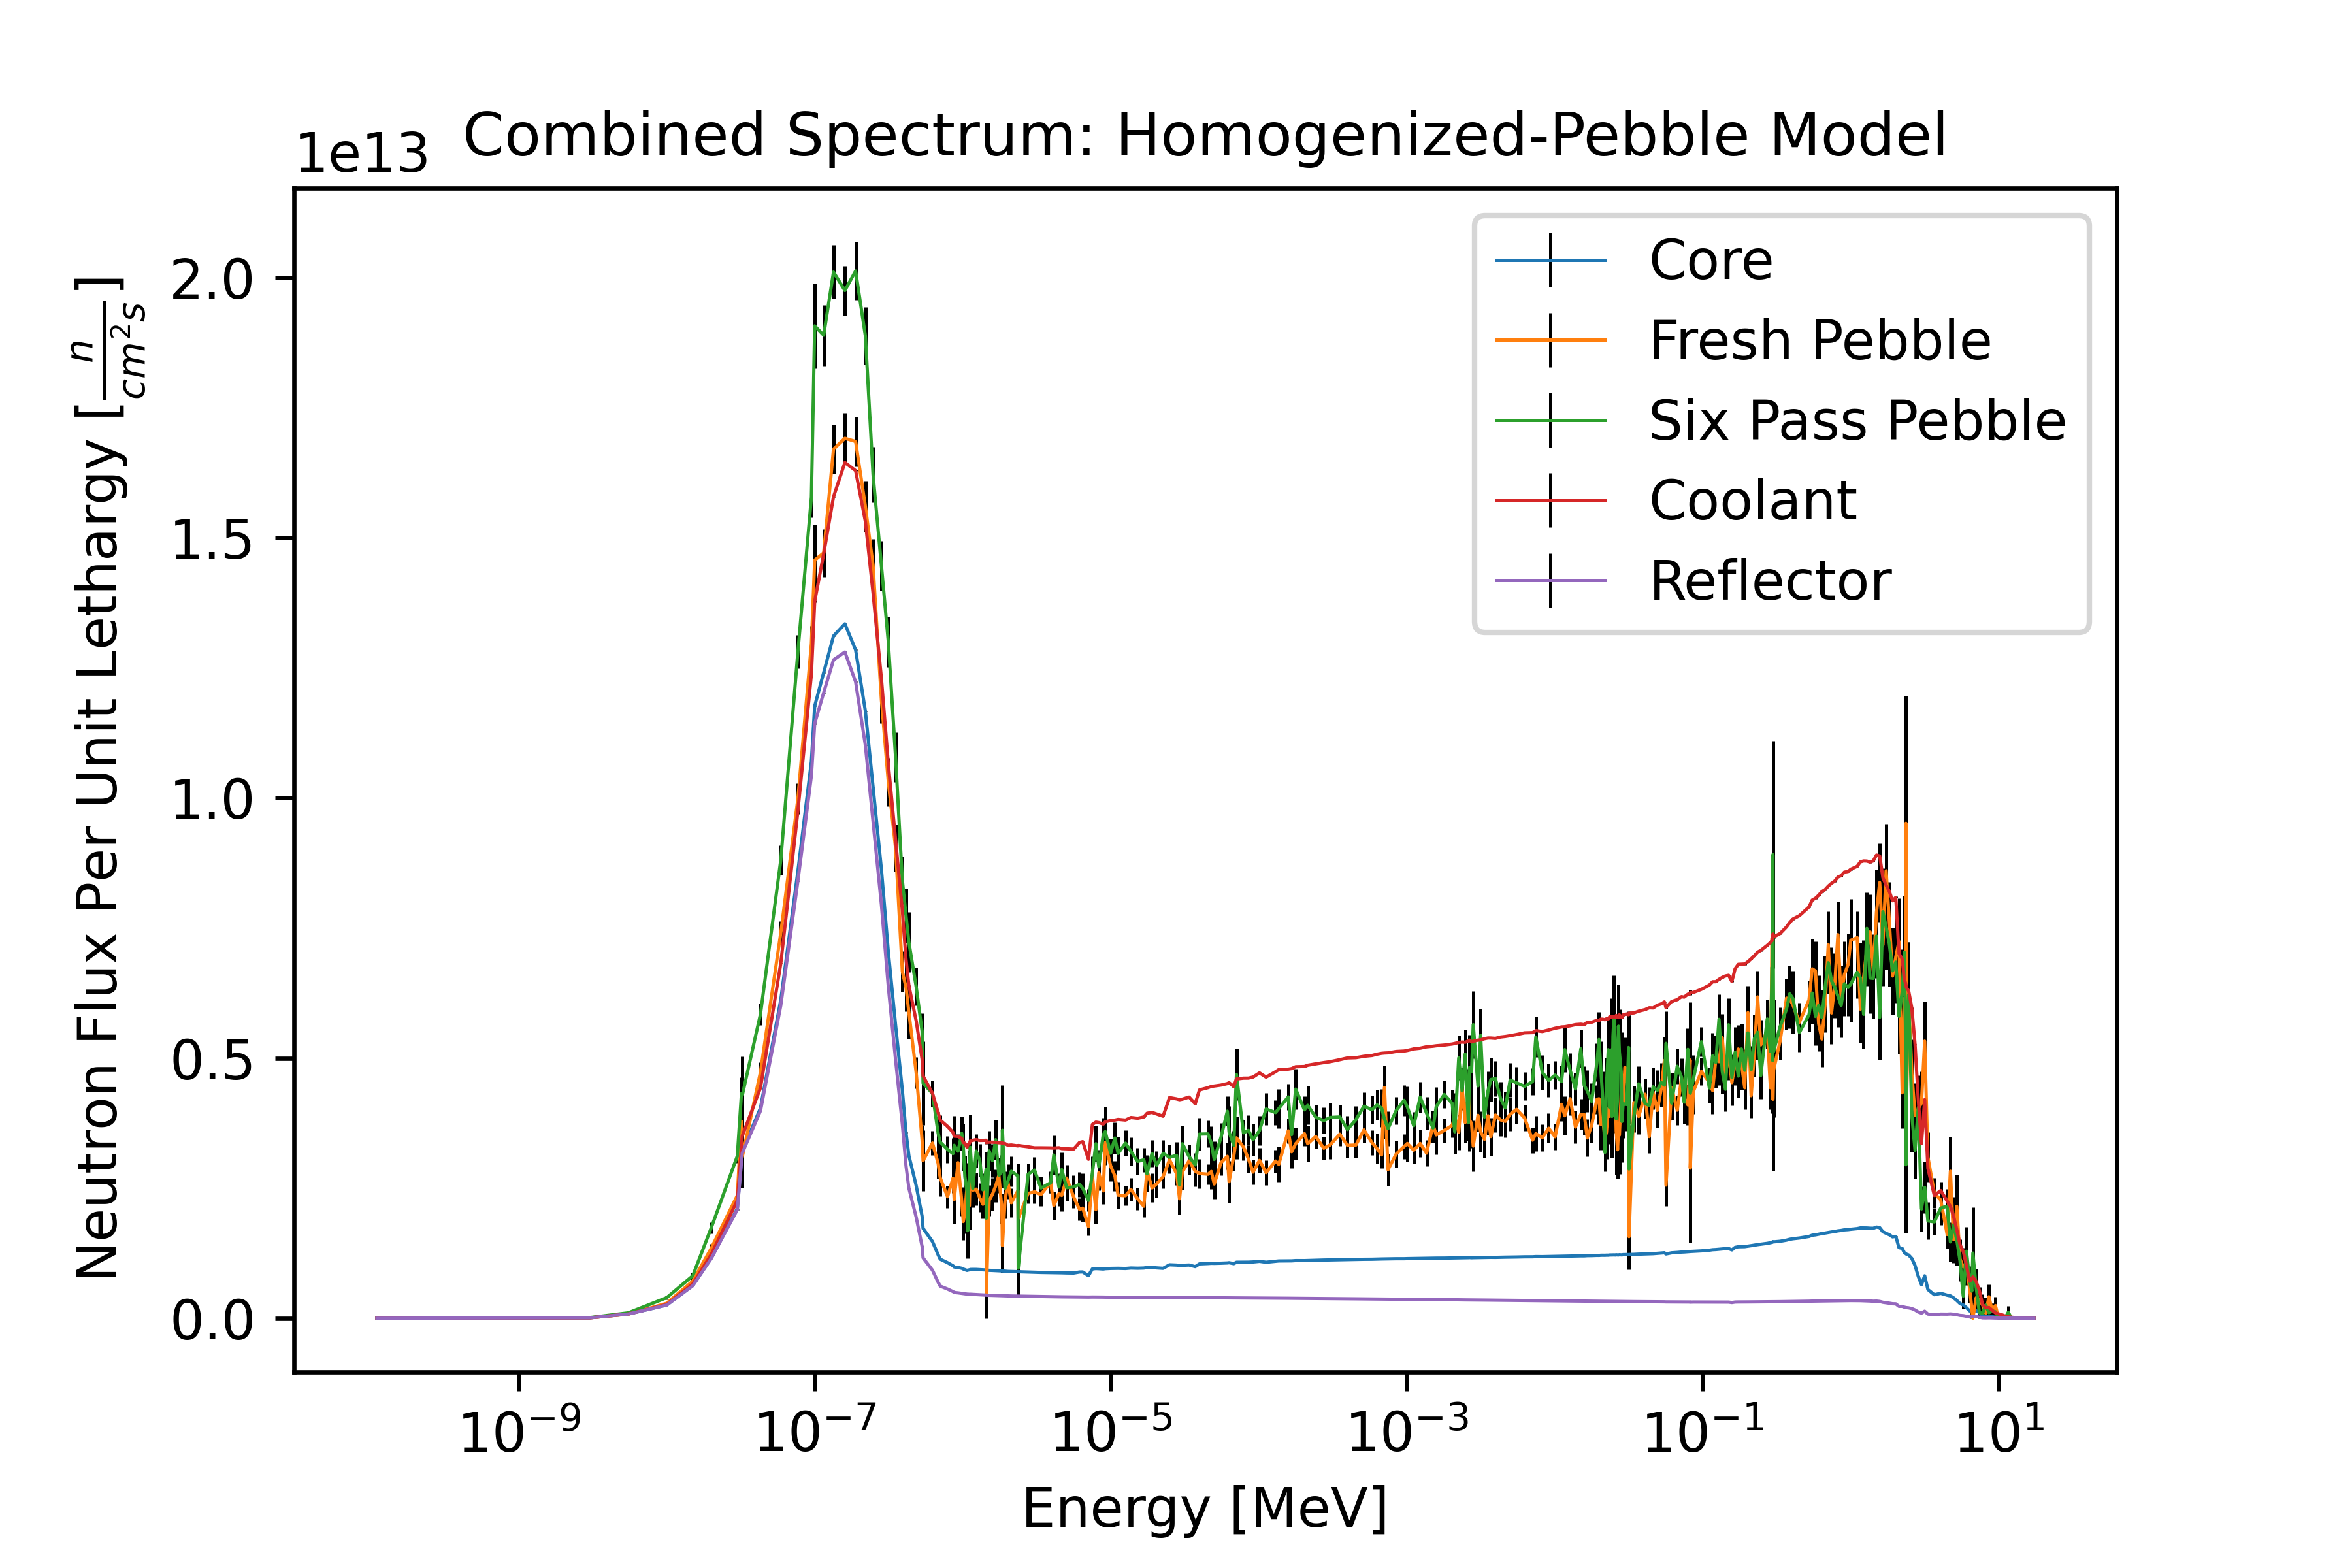 Combined Spectrum: Homogenized-Pebble Model
1e13
Neutron Flux Per Unit Lethargy [n/cm²s]
2.0
1.5
1.0
0.5
0.0
Core
Fresh Pebble
Six Pass Pebble
Coolant
Reflector
10⁻⁹ 10⁻⁷ 10⁻⁵ 10⁻³ 10⁻¹ 10¹
Energy [MeV]